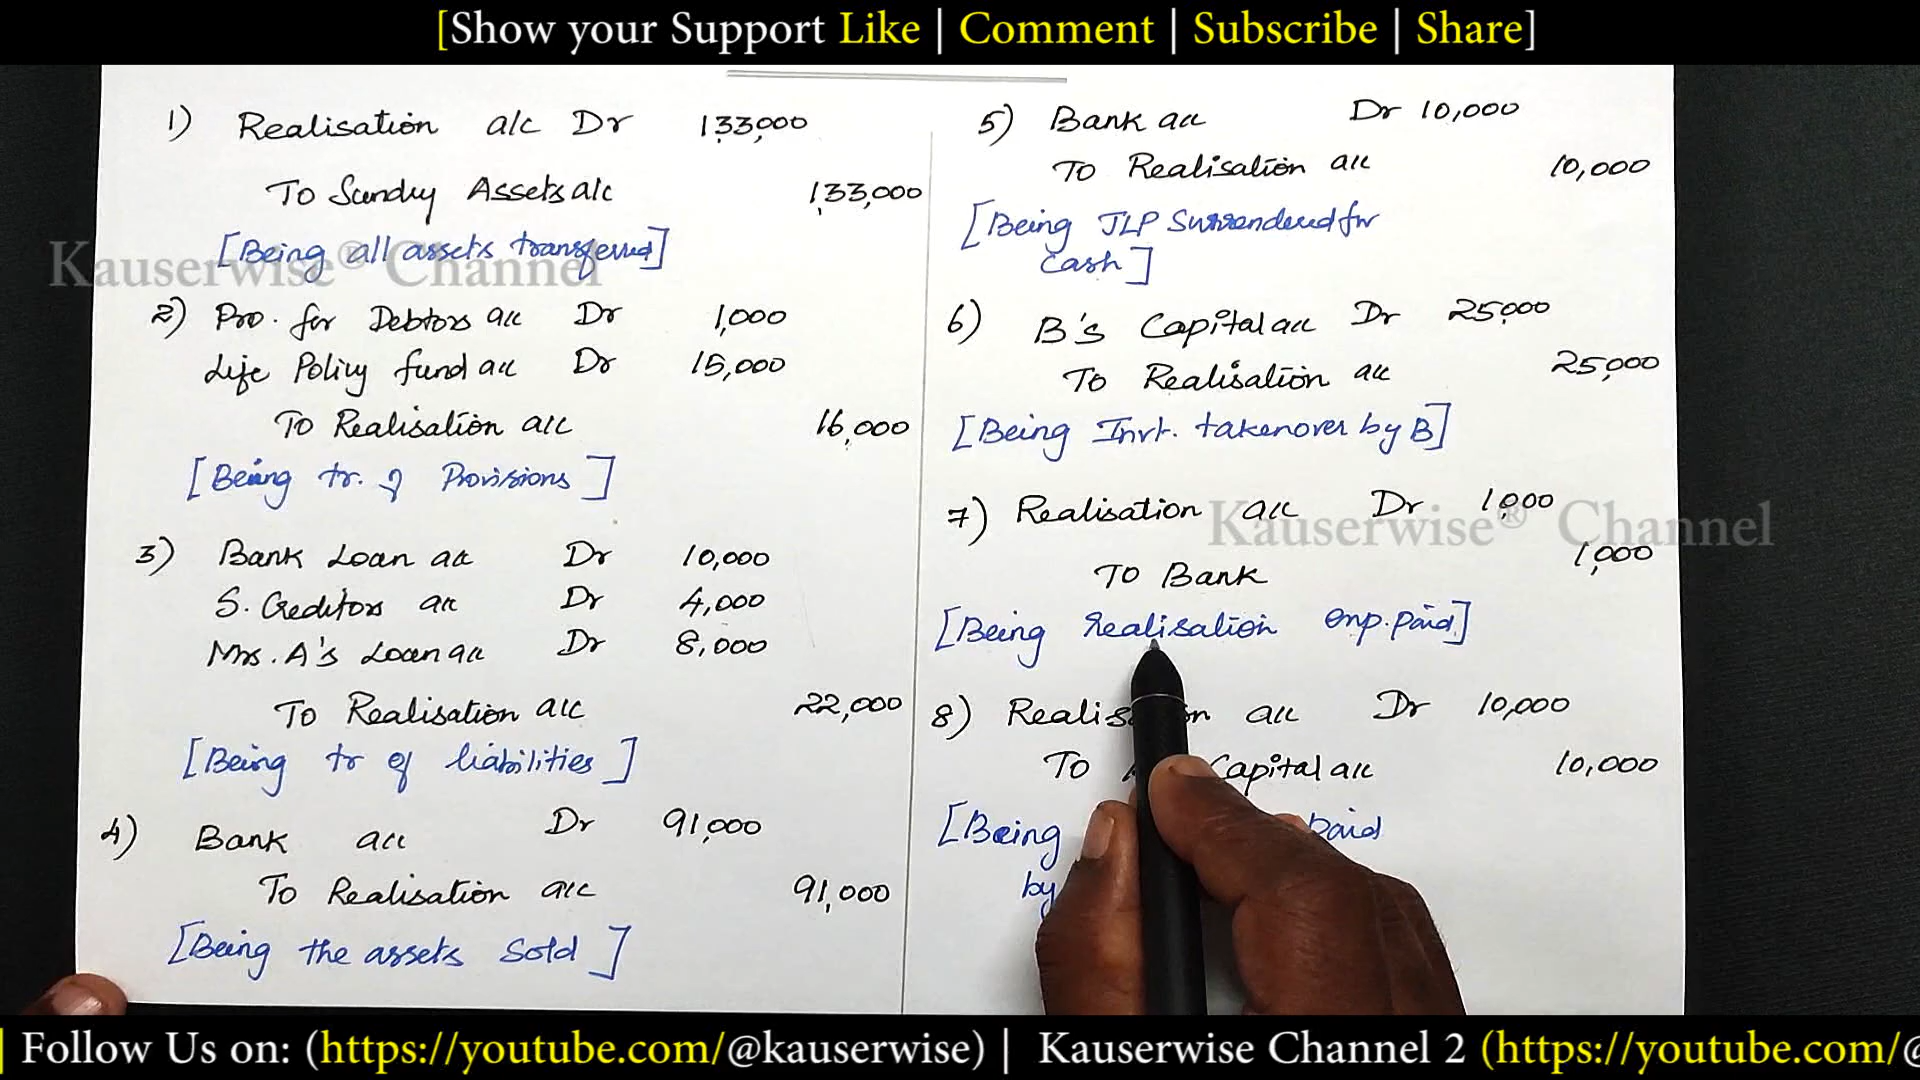 [Show your Support Like | Comment | Subscribe | Share]
1) Realisation a/c Dr 133,000
To Sundry Assets a/c 133,000
[Being all assets transferred]
2) Pro. for Debtors a/c Dr 1,000
Life Policy fund a/c Dr 15,000
To Realisation a/c 16,000
[Being tr. of Provisions]
3) Bank Loan a/c Dr 10,000
S. Creditors a/c Dr 4,000
Mrs. A's Loan a/c Dr 8,000
To Realisation a/c 22,000
[Being tr of liabilities]
4) Bank a/c Dr 91,000
To Realisation a/c 91,000
[Being the assets Sold]
5) Bank a/c Dr 10,000
To Realisation a/c 10,000
[Being JLP Surrendered for
Cash]
6) B's Capital a/c Dr 25,000
To Realisation a/c 25,000
[Being Invt. takenover by B]
7) Realisation a/c Dr 1,000
To Bank 1,000
[Being realisation exp. paid]
8) Realisation a/c Dr 10,000
To Capital a/c 10,000
[Being paid
by
Kauserwise® Channel
Kauserwise® Channel
| Follow Us on: (https://youtube.com/@kauserwise) | Kauserwise Channel 2 (https://youtube.com/@